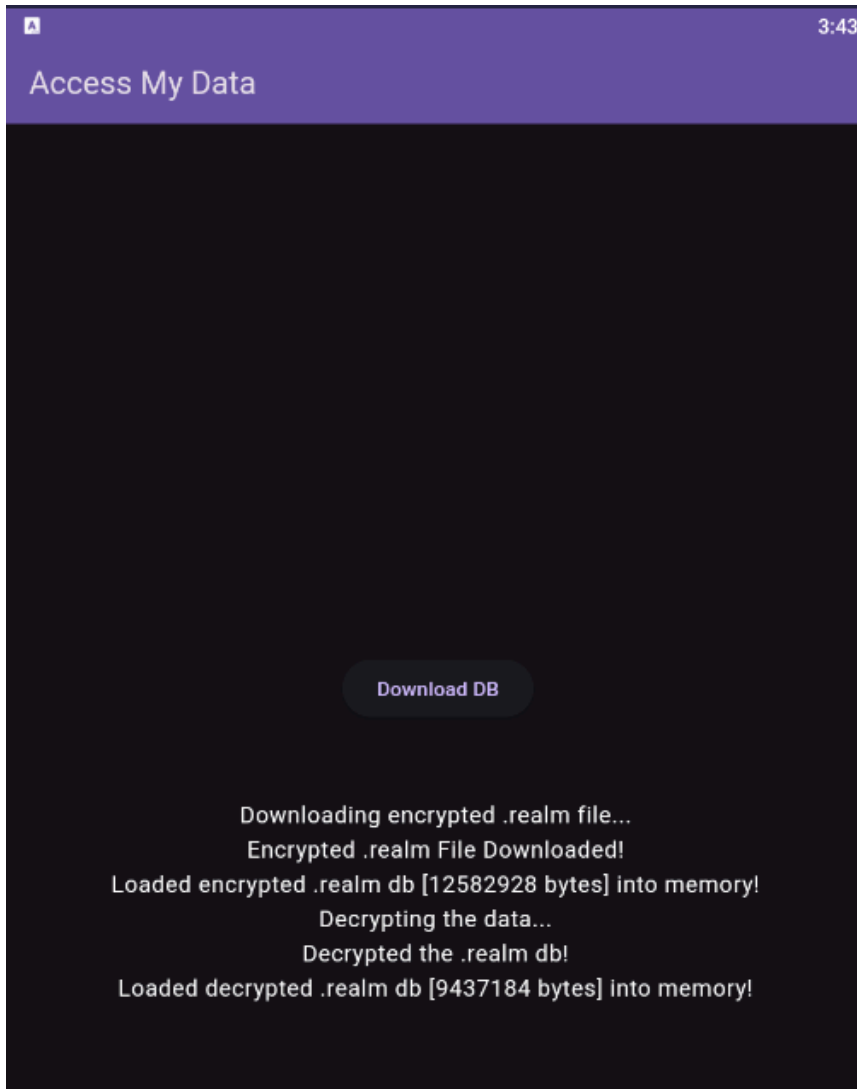 A
3:43
Access My Data
Download DB
Downloading encrypted .realm file...
Encrypted .realm File Downloaded!
Loaded encrypted .realm db [12582928 bytes] into memory!
Decrypting the data...
Decrypted the .realm db!
Loaded decrypted .realm db [9437184 bytes] into memory!